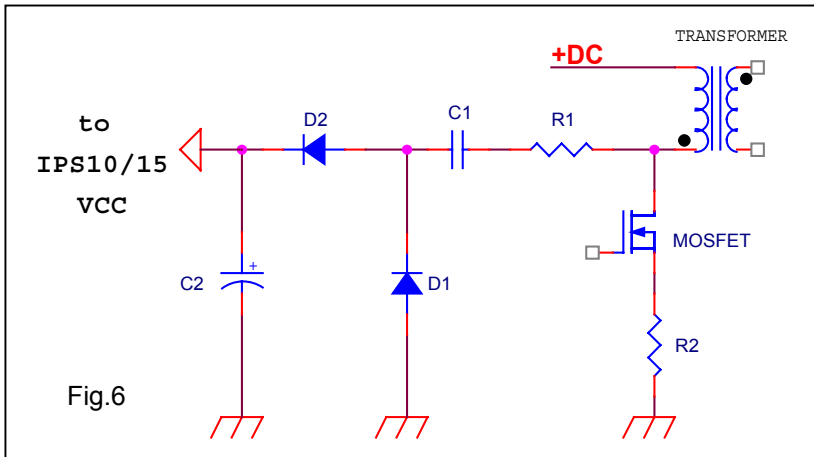 TRANSFORMER
+DC
to
IPS10/15
VCC
D2
C1
R1
MOSFET
C2
+
D1
R2
Fig.6